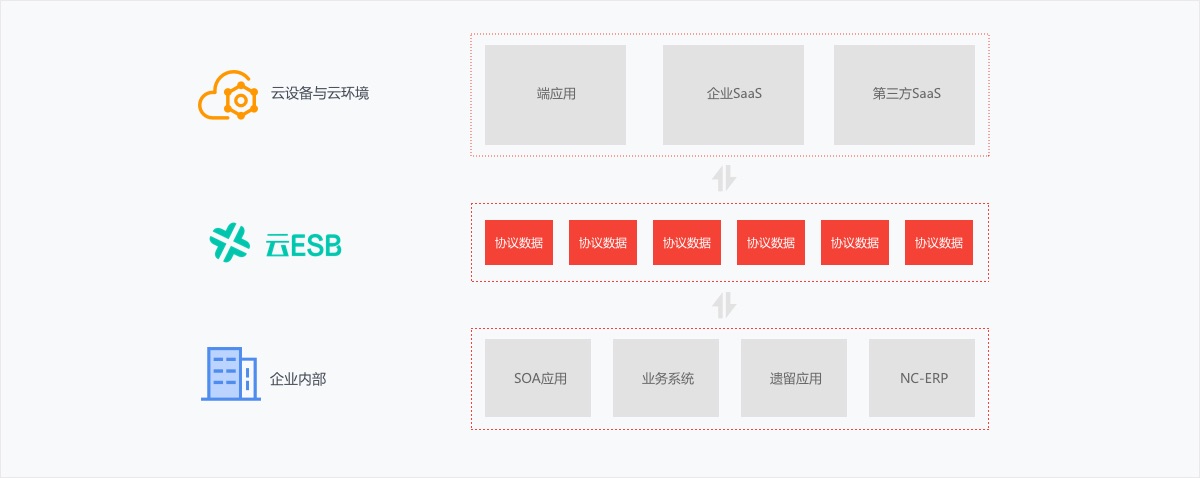 云设备与云环境
端应用
企业SaaS
第三方SaaS
云ESB
协议数据
协议数据
协议数据
协议数据
协议数据
协议数据
企业内部
SOA应用
业务系统
遗留应用
NC-ERP